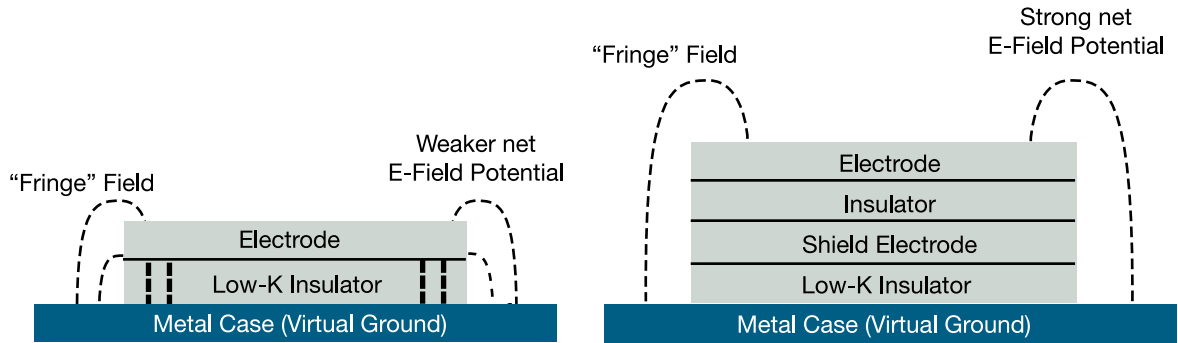 “Fringe” Field
Weaker net
E-Field Potential
Electrode
Low-K Insulator
Metal Case (Virtual Ground)
“Fringe” Field
Strong net
E-Field Potential
Electrode
Insulator
Shield Electrode
Low-K Insulator
Metal Case (Virtual Ground)